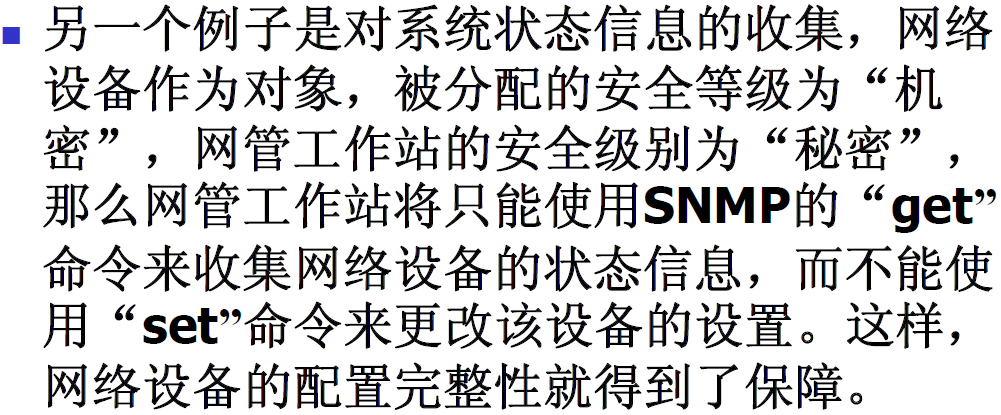 另一个例子是对系统状态信息的收集，网络
设备作为对象，被分配的安全等级为“机
密”，网管工作站的安全级别为“秘密”，
那么网管工作站将只能使用SNMP的“get”
命令来收集网络设备的状态信息，而不能使
用“set”命令来更改该设备的设置。这样，
网络设备的配置完整性就得到了保障。